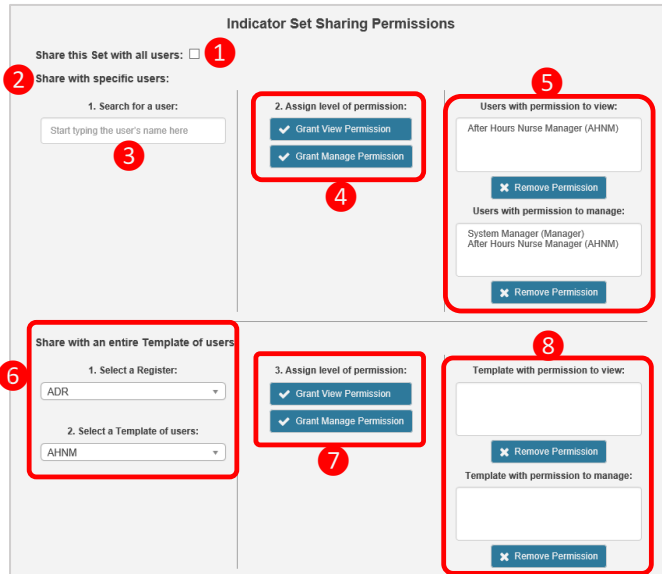 Indicator Set Sharing Permissions
Share this Set with all users: 1
2 Share with specific users:
1. Search for a user:
Start typing the user's name here
3
2. Assign level of permission:
Grant View Permission
Grant Manage Permission
4
5
Users with permission to view:
After Hours Nurse Manager (AHNM)
Remove Permission
Users with permission to manage:
System Manager (Manager)
After Hours Nurse Manager (AHNM)
Remove Permission
Share with an entire Template of users
6
1. Select a Register:
ADR
2. Select a Template of users:
AHNM
3. Assign level of permission:
Grant View Permission
Grant Manage Permission
7
8
Template with permission to view:
Remove Permission
Template with permission to manage:
Remove Permission